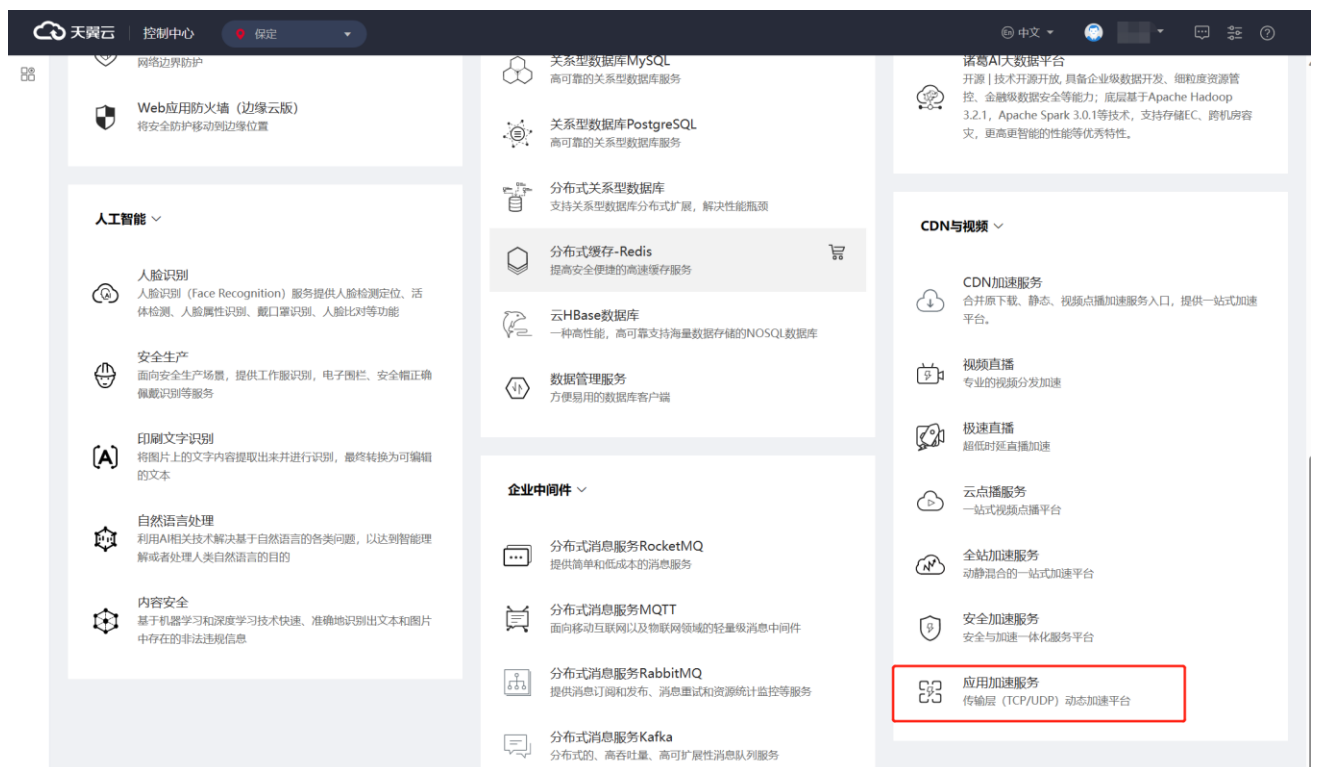 天翼云
控制中心
保定
中文
网络边界防护
Web应用防火墙（边缘云版）
将安全防护移动到边缘位置
人工智能
人脸识别
人脸识别（Face Recognition）服务提供人脸检测定位、活
体检测、人脸属性识别、戴口罩识别、人脸比对等功能
安全生产
面向安全生产场景，提供工作服识别，电子围栏、安全帽正确
佩戴识别等服务
印刷文字识别
将图片上的文字内容提取出来并进行识别，最终转换为可编辑
的文本
自然语言处理
利用AI相关技术解决基于自然语言的各类问题，以达到智能理
解或者处理人类自然语言的目的
内容安全
基于机器学习和深度学习技术快速、准确地识别出文本和图片
中存在的非法违规信息
关系型数据库MySQL
高可靠的关系型数据库服务
关系型数据库PostgreSQL
高可靠的关系型数据库服务
分布式关系型数据库
支持关系型数据库分布式扩展，解决性能瓶颈
分布式缓存-Redis
提高安全便捷的高速缓存服务
云HBase数据库
一种高性能，高可靠支持海量数据存储的NOSQL数据库
数据管理服务
方便易用的数据库客户端
企业中间件
分布式消息服务RocketMQ
提供简单和低成本的消息服务
分布式消息服务MQTT
面向移动互联网以及物联网领域的轻量级消息中间件
分布式消息服务RabbitMQ
提供消息订阅和发布、消息重试和资源统计监控等服务
分布式消息服务Kafka
分布式的、高吞吐量、高可扩展性消息队列服务
诸葛AI大数据平台
开源 | 技术开源开放, 具备企业级数据开发、细粒度资源管
控、金融级数据安全等能力；底层基于Apache Hadoop
3.2.1，Apache Spark 3.0.1等技术，支持存储EC、跨机房容
灾，更高更智能的性能等优秀特性。
CDN与视频
CDN加速服务
合并原下载、静态、视频点播加速服务入口，提供一站式加速
平台。
视频直播
专业的视频分发加速
极速直播
超低时延直播加速
云点播服务
一站式视频点播平台
全站加速服务
动静混合的一站式加速平台
安全加速服务
安全与加速一体化服务平台
应用加速服务
传输层（TCP/UDP）动态加速平台